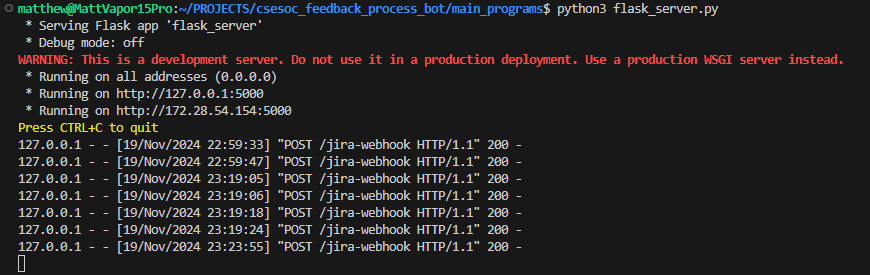 matthew@MattVapor15Pro:~/PROJECTS/csesoc_feedback_process_bot/main_programs$ python3 flask_server.py
 * Serving Flask app 'flask_server'
 * Debug mode: off
WARNING: This is a development server. Do not use it in a production deployment. Use a production WSGI server instead.
 * Running on all addresses (0.0.0.0)
 * Running on http://127.0.0.1:5000
 * Running on http://172.28.54.154:5000
Press CTRL+C to quit
127.0.0.1 - - [19/Nov/2024 22:59:33] "POST /jira-webhook HTTP/1.1" 200 -
127.0.0.1 - - [19/Nov/2024 22:59:47] "POST /jira-webhook HTTP/1.1" 200 -
127.0.0.1 - - [19/Nov/2024 23:19:05] "POST /jira-webhook HTTP/1.1" 200 -
127.0.0.1 - - [19/Nov/2024 23:19:06] "POST /jira-webhook HTTP/1.1" 200 -
127.0.0.1 - - [19/Nov/2024 23:19:18] "POST /jira-webhook HTTP/1.1" 200 -
127.0.0.1 - - [19/Nov/2024 23:19:24] "POST /jira-webhook HTTP/1.1" 200 -
127.0.0.1 - - [19/Nov/2024 23:23:55] "POST /jira-webhook HTTP/1.1" 200 -